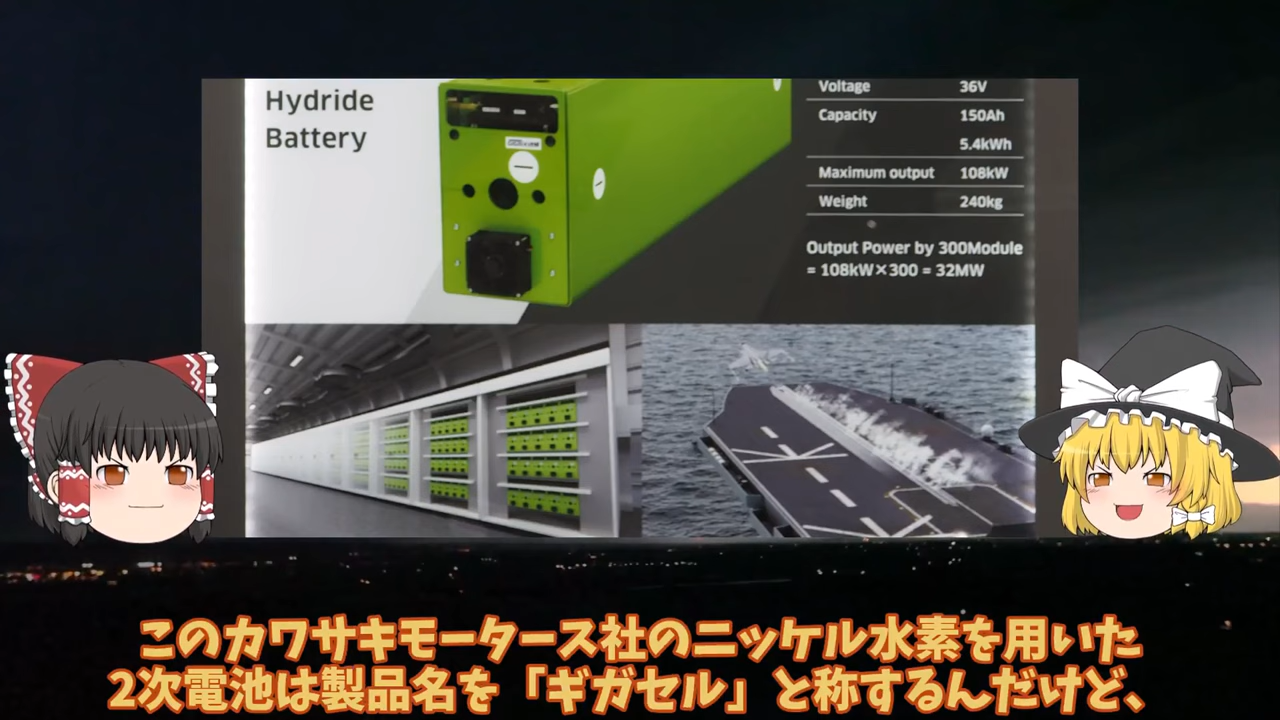 Hydride
Battery
Voltage 36V
Capacity 150Ah
5.4kWh
Maximum output 108kW
Weight 240kg
Output Power by 300Module
= 108kW×300 = 32MW
このカワサキモータース社のニッケル水素を用いた
2次電池は製品名を「ギガセル」と称するんだけど、